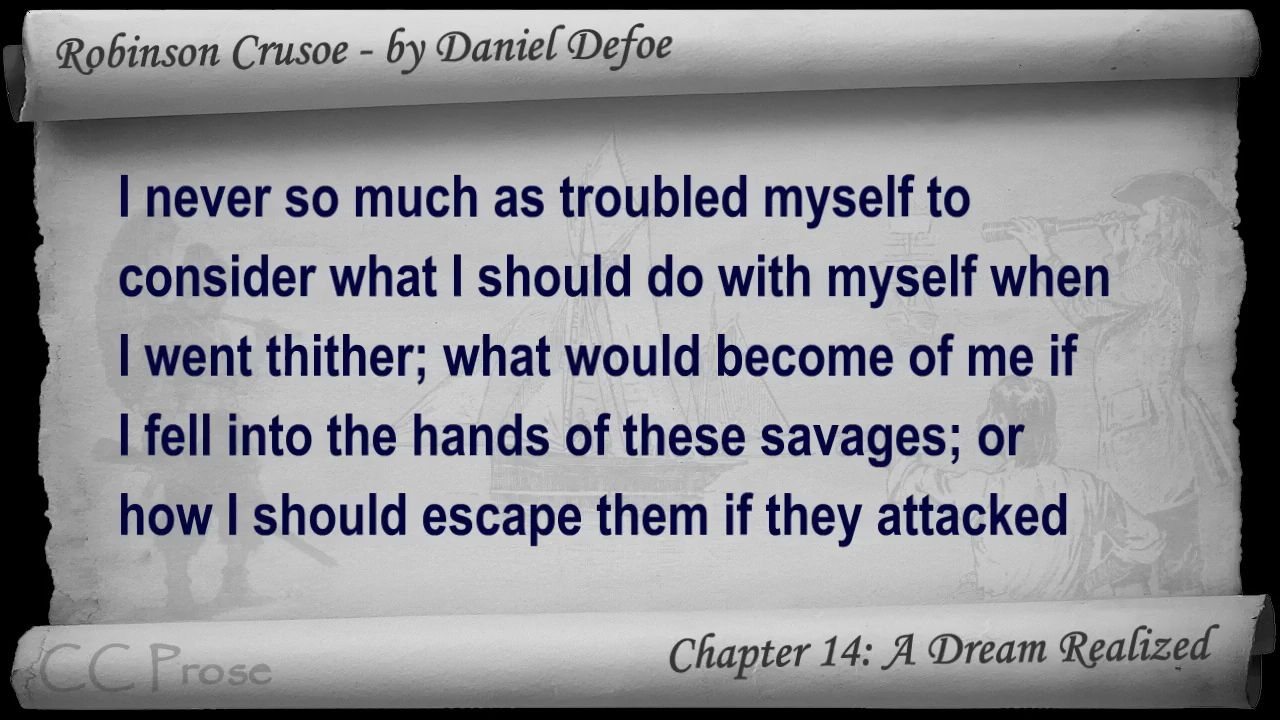 Robinson Crusoe - by Daniel Defoe
I never so much as troubled myself to
consider what I should do with myself when
I went thither; what would become of me if
I fell into the hands of these savages; or
how I should escape them if they attacked
Chapter 14: A Dream Realized
CC Prose